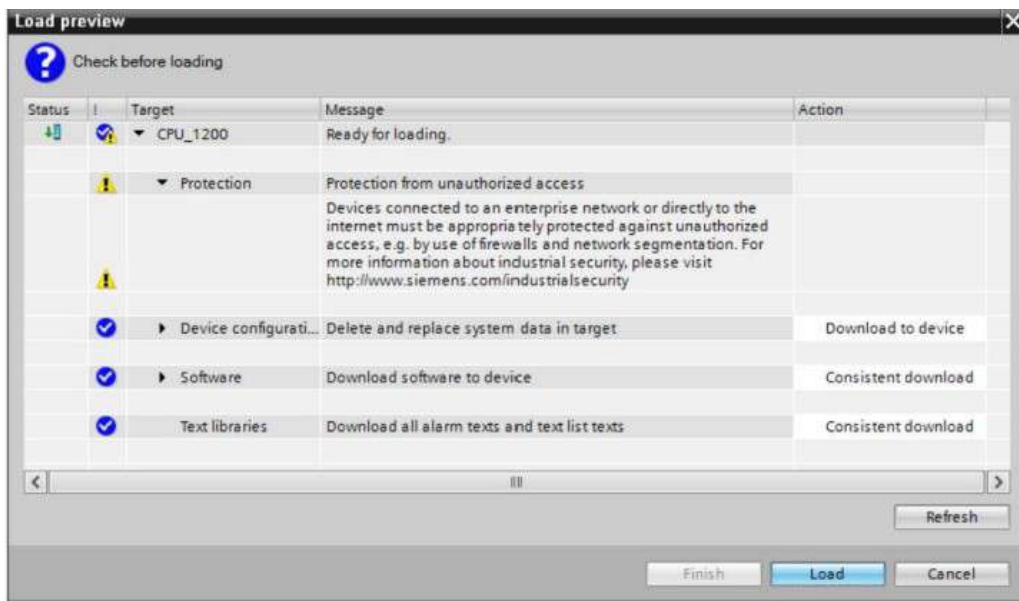 Load preview
Check before loading
Status ! Target Message Action
CPU_1200 Ready for loading.
Protection Protection from unauthorized access
Devices connected to an enterprise network or directly to the
internet must be appropriately protected against unauthorized
access, e.g. by use of firewalls and network segmentation. For
more information about industrial security, please visit
http://www.siemens.com/industrialsecurity
Device configurati... Delete and replace system data in target Download to device
Software Download software to device Consistent download
Text libraries Download all alarm texts and text list texts Consistent download
Refresh
Finish Load Cancel